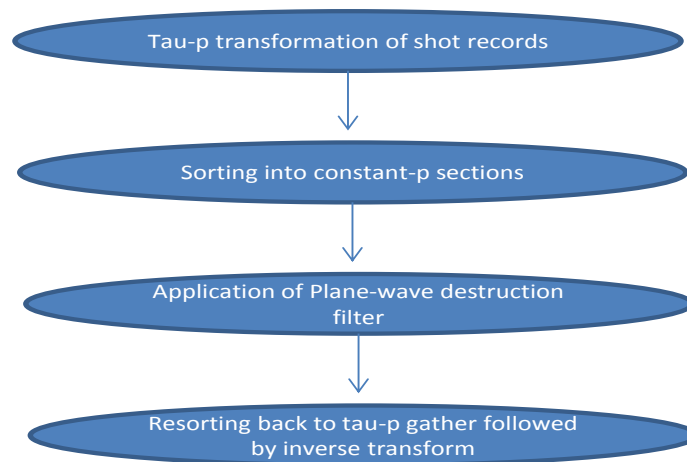 Tau-p transformation of shot records
Sorting into constant-p sections
Application of Plane-wave destruction
filter
Resorting back to tau-p gather followed
by inverse transform